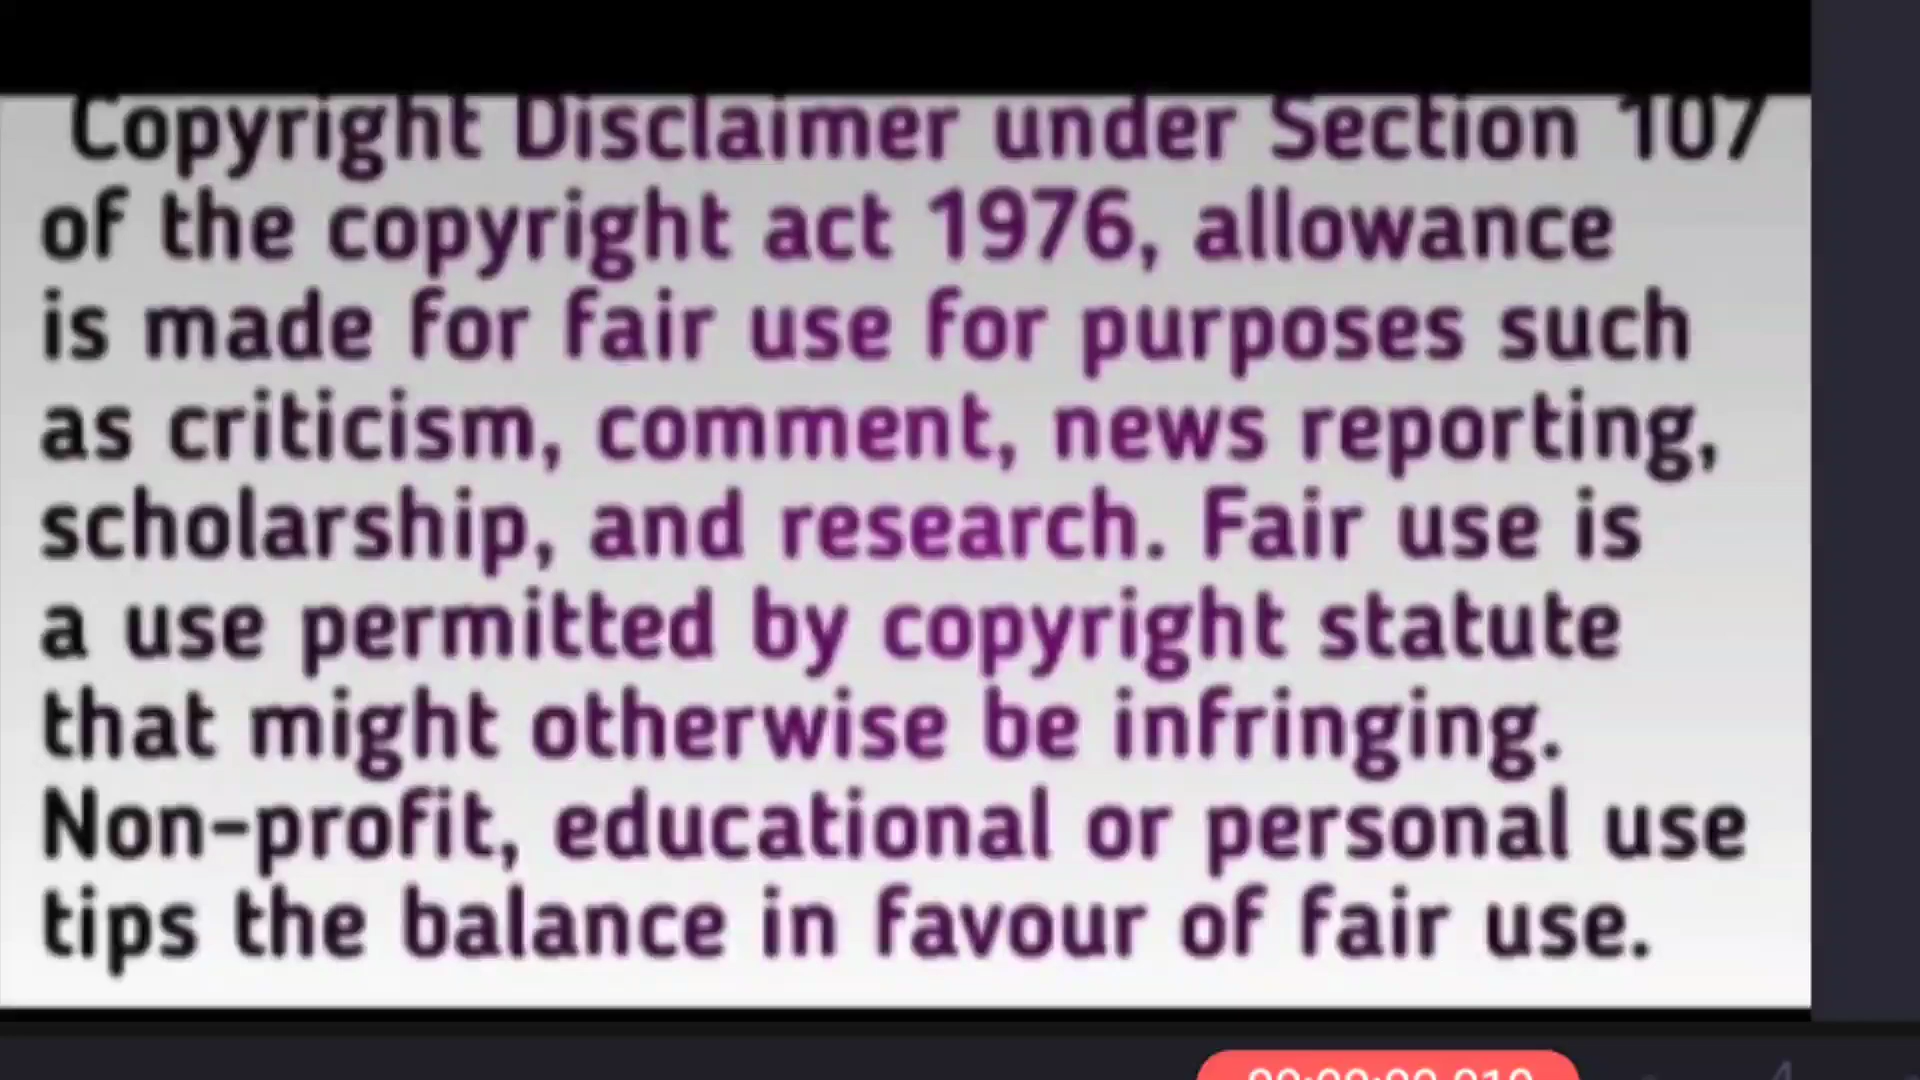 Copyright Disclaimer under Section 107
of the copyright act 1976, allowance
is made for fair use for purposes such
as criticism, comment, news reporting,
scholarship, and research. Fair use is
a use permitted by copyright statute
that might otherwise be infringing.
Non-profit, educational or personal use
tips the balance in favour of fair use.